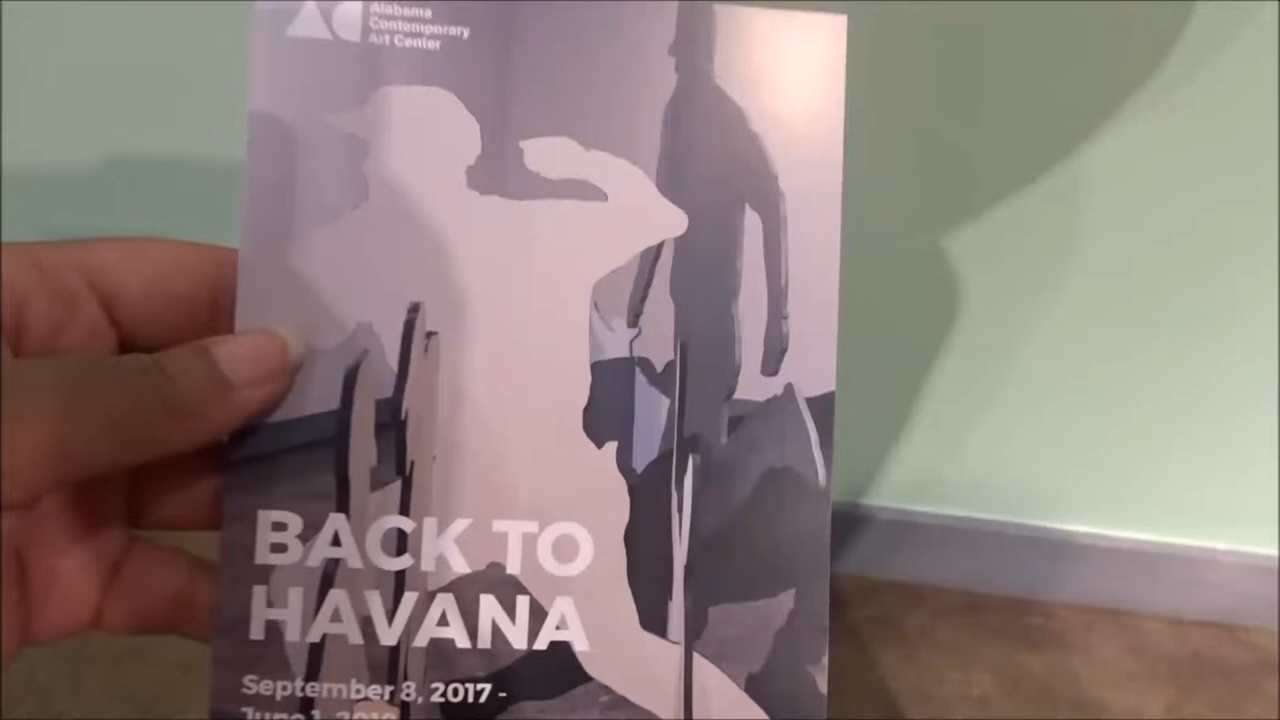 Alabama
Contemporary
Art Center
BACK TO
HAVANA
September 8, 2017 -
June 1, 2018